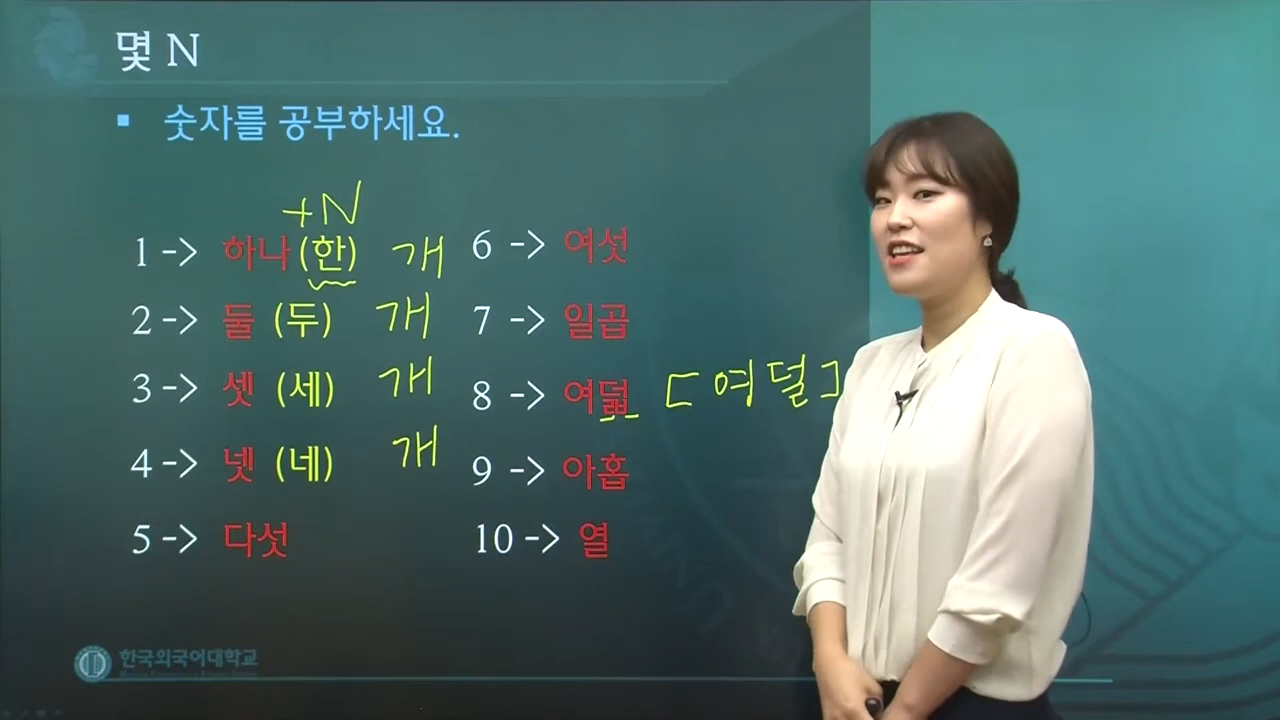 몇 N
▪ 숫자를 공부하세요.
+N
1 -> 하나 (한) 개
2 -> 둘 (두) 개
3 -> 셋 (세) 개
4 -> 넷 (네) 개
5 -> 다섯
6 -> 여섯
7 -> 일곱
8 -> 여덟 [여덜]
9 -> 아홉
10 -> 열
한국외국어대학교